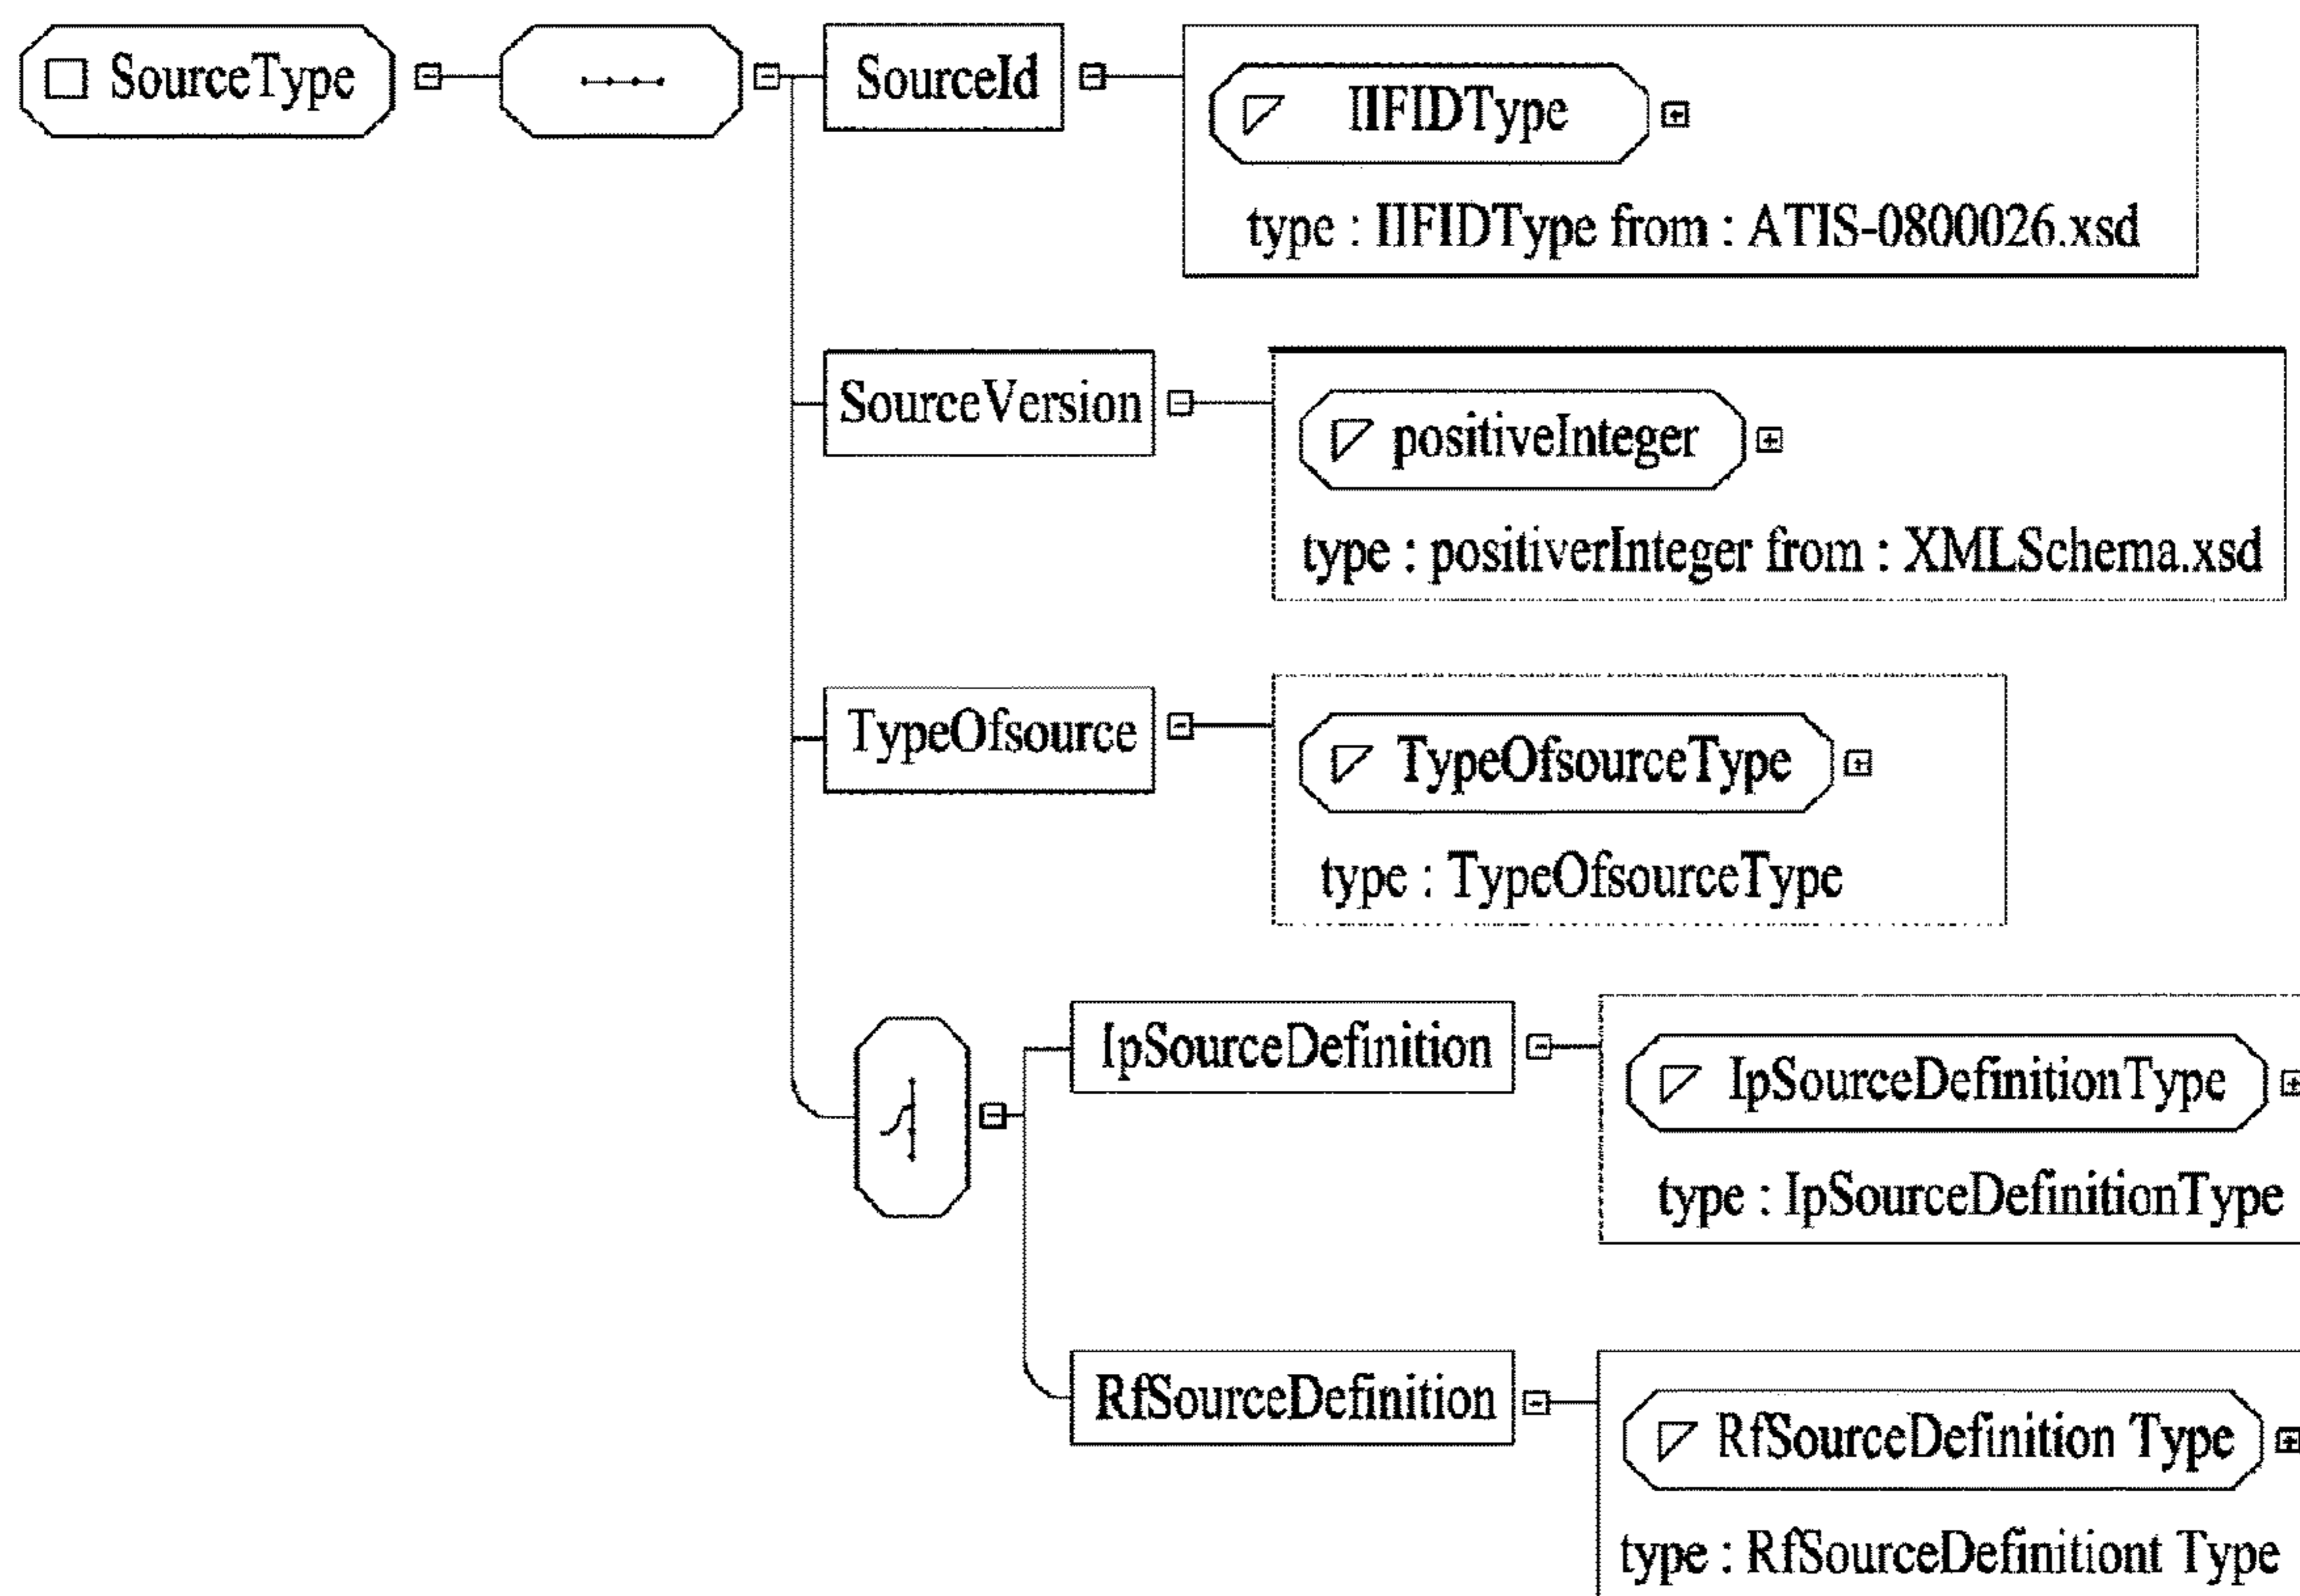 SourceType
SourceId
IIFIDType
type : IIFIDType from : ATIS-0800026.xsd
SourceVersion
positiveInteger
type : positiverInteger from : XMLSchema.xsd
TypeOfsource
TypeOfsourceType
type : TypeOfsourceType
IpSourceDefinition
IpSourceDefinitionType
type : IpSourceDefinitionType
RfSourceDefinition
RfSourceDefinition Type
type : RfSourceDefinitiont Type